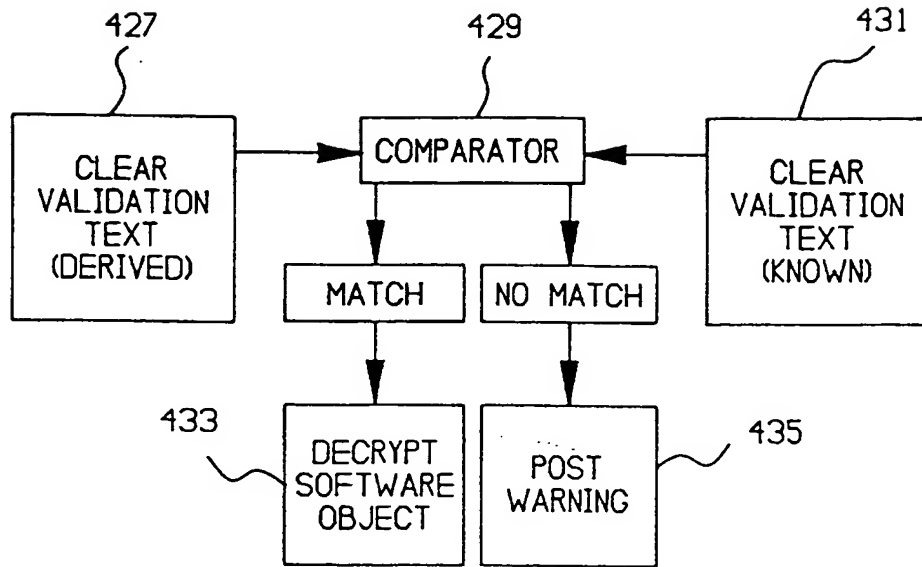 427
429
431
CLEAR
VALIDATION
TEXT
(DERIVED)
COMPARATOR
CLEAR
VALIDATION
TEXT
(KNOWN)
MATCH
NO MATCH
433
DECRYPT
SOFTWARE
OBJECT
POST
WARNING
435